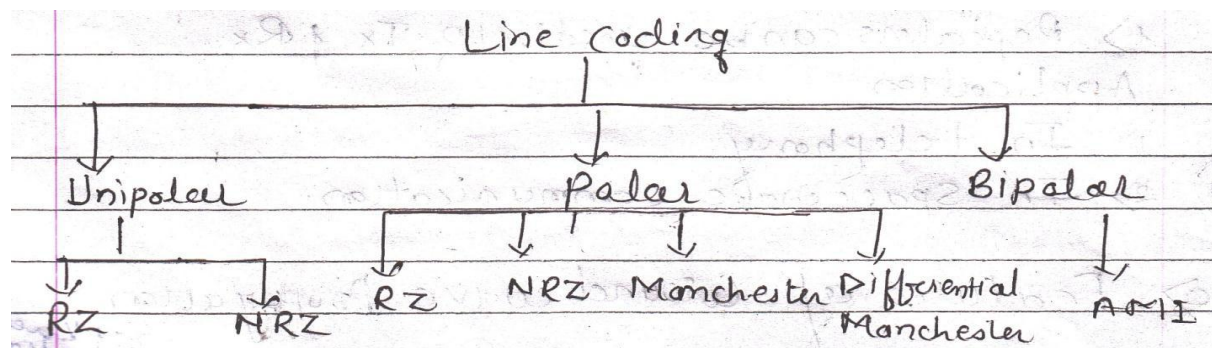 Line coding
Unipolar Polar Bipolar
RZ NRZ RZ NRZ Manchester Differential Manchester AMI